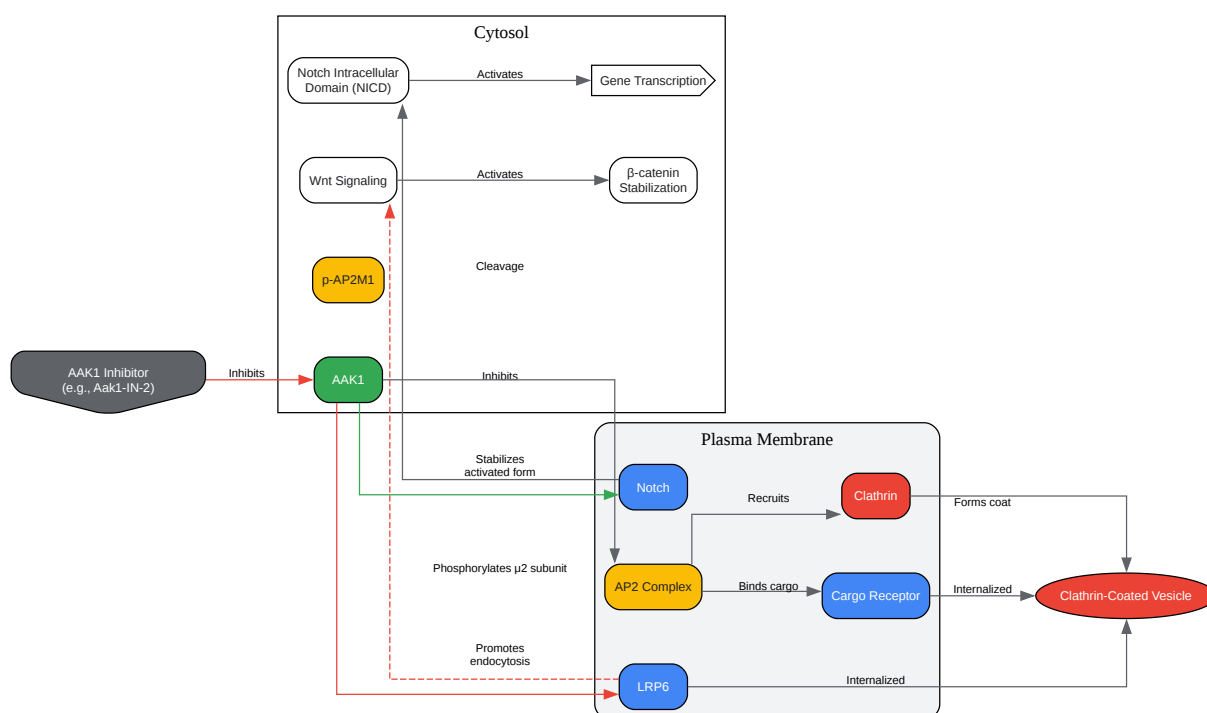 Cytosol
Notch Intracellular
Domain (NICD)
Activates
Gene Transcription
Wnt Signaling
Activates
β-catenin
Stabilization
p-AP2M1
Cleavage
AAK1 Inhibitor
(e.g., Aak1-IN-2)
Inhibits
AAK1
Inhibits
Plasma Membrane
Stabilizes
activated form
Notch
Recruits
Clathrin
Forms coat
Phosphorylates μ2 subunit
AP2 Complex
Binds cargo
Cargo Receptor
Internalized
Clathrin-Coated Vesicle
Promotes
endocytosis
LRP6
Internalized